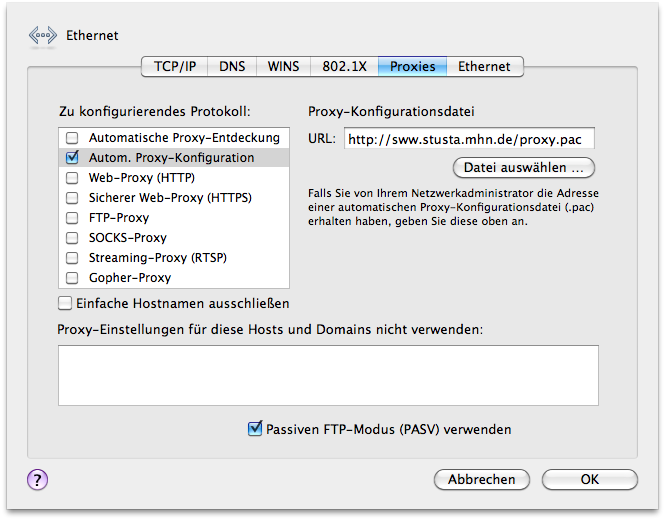 Ethernet
TCP/IP DNS WINS 802.1X Proxies Ethernet
Zu konfigurierendes Protokoll:
Automatische Proxy-Entdeckung
Autom. Proxy-Konfiguration
Web-Proxy (HTTP)
Sicherer Web-Proxy (HTTPS)
FTP-Proxy
SOCKS-Proxy
Streaming-Proxy (RTSP)
Gopher-Proxy
Einfache Hostnamen ausschließen
Proxy-Konfigurationsdatei
URL: http://sww.stusta.mhn.de/proxy.pac
Datei auswählen ...
Falls Sie von Ihrem Netzwerkadministrator die Adresse
einer automatischen Proxy-Konfigurationsdatei (.pac)
erhalten haben, geben Sie diese oben an.
Proxy-Einstellungen für diese Hosts und Domains nicht verwenden:
Passiven FTP-Modus (PASV) verwenden
?
Abbrechen OK